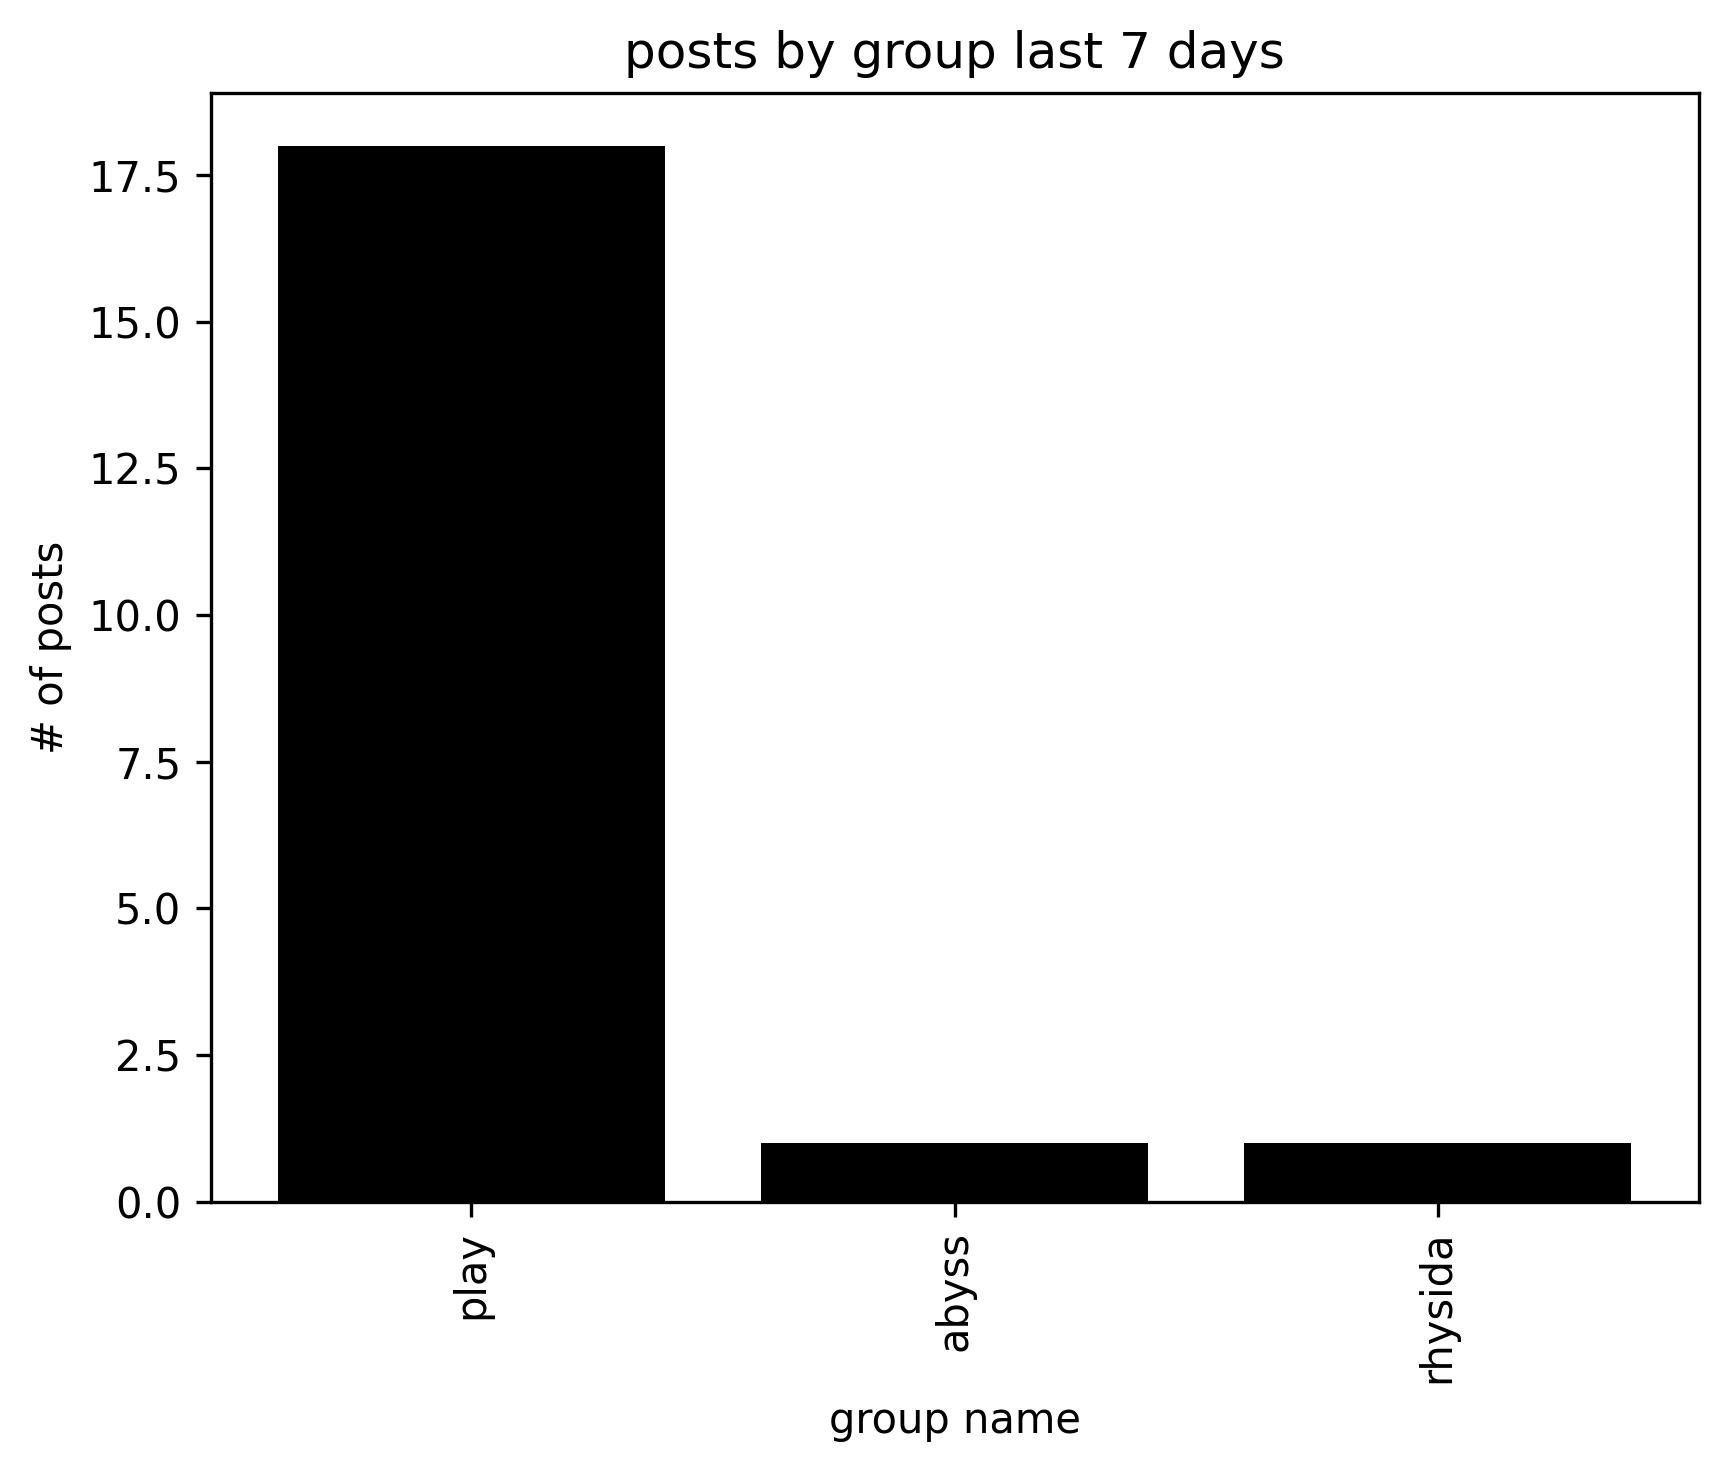 posts by group last 7 days
17.5
15.0
12.5
10.0
7.5
5.0
2.5
0.0
# of posts
play
abyss
rhysida
group name